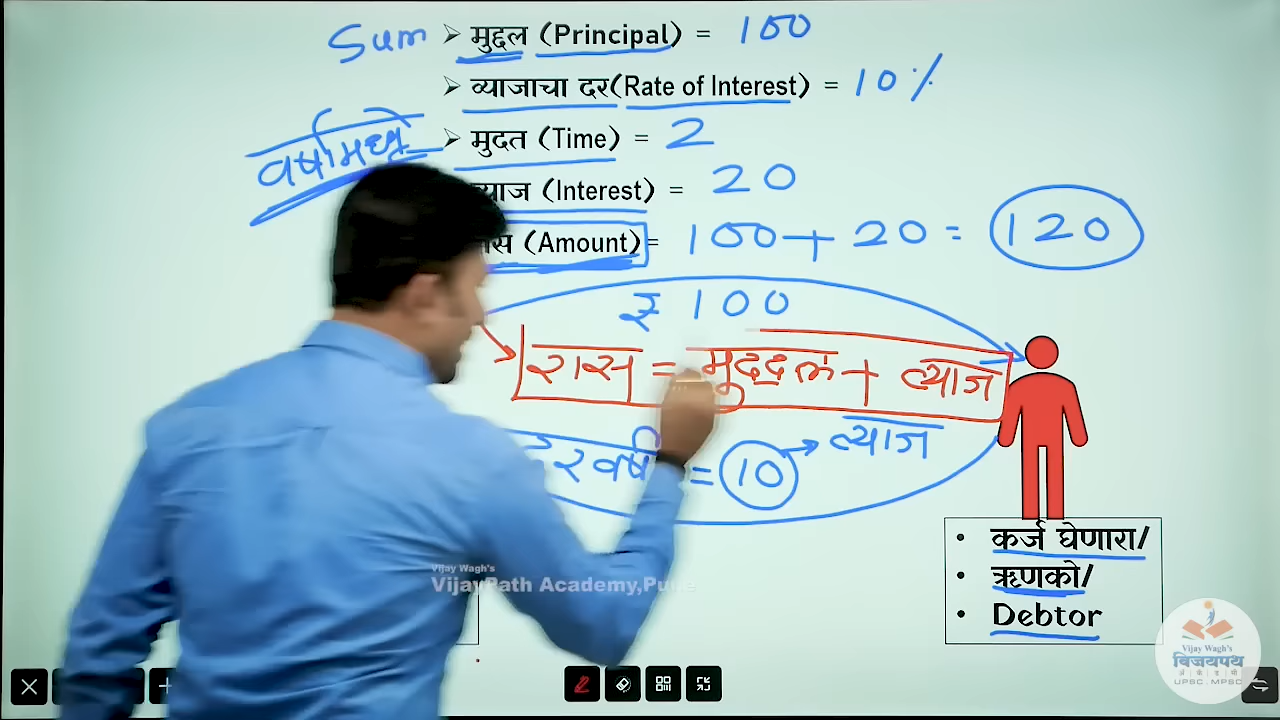 Sum ➤ मुद्दल (Principal) = 100
➤ व्याजाचा दर(Rate of Interest) = 10%
वर्षामध्ये ➤ मुदत (Time) = 2
(Interest) = 20
(Amount) = 100 + 20 = 120
₹ 100
रास = मुद्दल + व्याज
= 10 → व्याज
• कर्ज घेणारा/
• ऋणको/
• Debtor
Vijay Wagh's
VijayPath Academy,Pune
Vijay Wagh's
विजयपथ
UPSC . MPSC